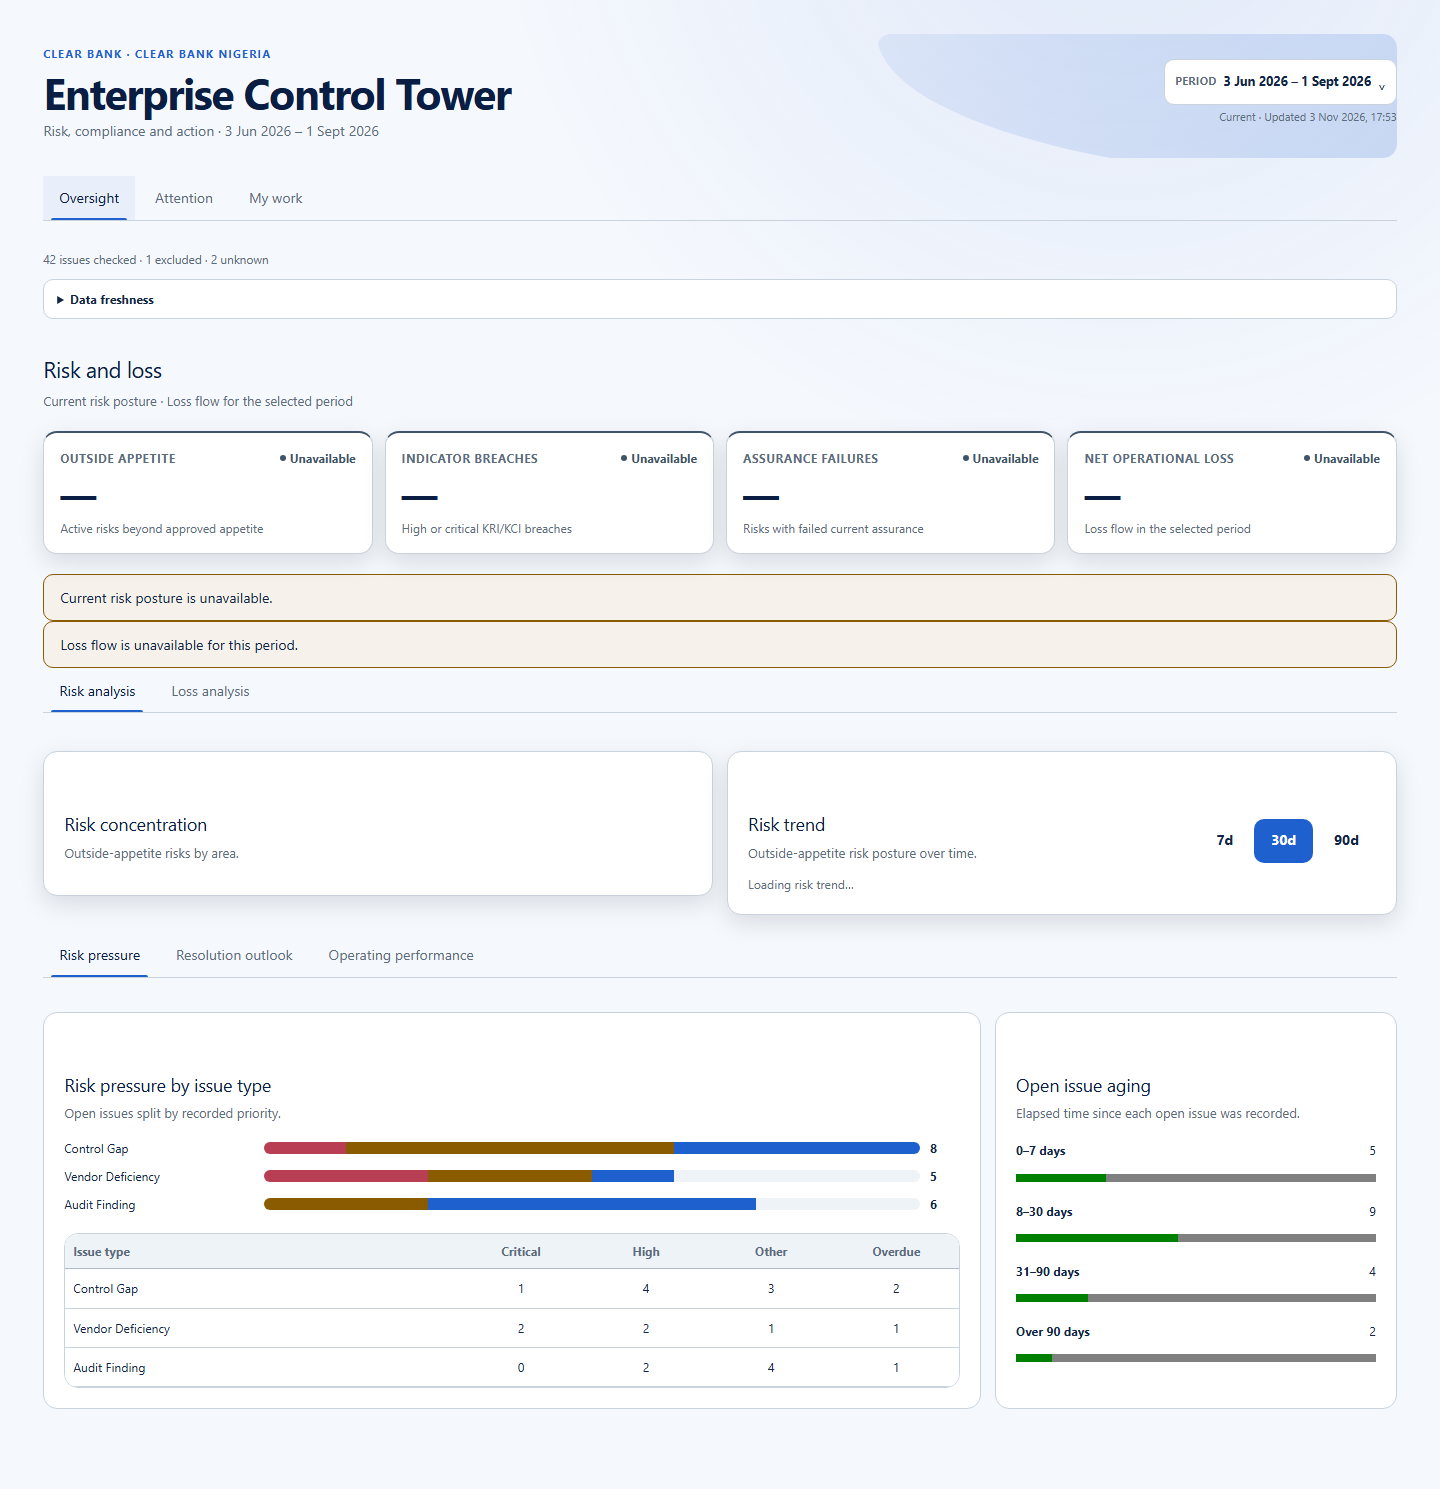 CLEAR BANK · CLEAR BANK NIGERIA
Enterprise Control Tower
Risk, compliance and action · 3 Jun 2026 – 1 Sept 2026
PERIOD 3 Jun 2026 – 1 Sept 2026 v
Current · Updated 3 Nov 2026, 17:53
Oversight Attention My work
42 issues checked · 1 excluded · 2 unknown
Data freshness
Risk and loss
Current risk posture · Loss flow for the selected period
OUTSIDE APPETITE Unavailable
—
Active risks beyond approved appetite
INDICATOR BREACHES Unavailable
—
High or critical KRI/KCI breaches
ASSURANCE FAILURES Unavailable
—
Risks with failed current assurance
NET OPERATIONAL LOSS Unavailable
—
Loss flow in the selected period
Current risk posture is unavailable.
Loss flow is unavailable for this period.
Risk analysis Loss analysis
Risk concentration
Outside-appetite risks by area.
Risk trend
Outside-appetite risk posture over time.
7d 30d 90d
Loading risk trend...
Risk pressure Resolution outlook Operating performance
Risk pressure by issue type
Open issues split by recorded priority.
Control Gap 8
Vendor Deficiency 5
Audit Finding 6
Issue type Critical High Other Overdue
Control Gap 1 4 3 2
Vendor Deficiency 2 2 1 1
Audit Finding 0 2 4 1
Open issue aging
Elapsed time since each open issue was recorded.
0–7 days 5
8–30 days 9
31–90 days 4
Over 90 days 2